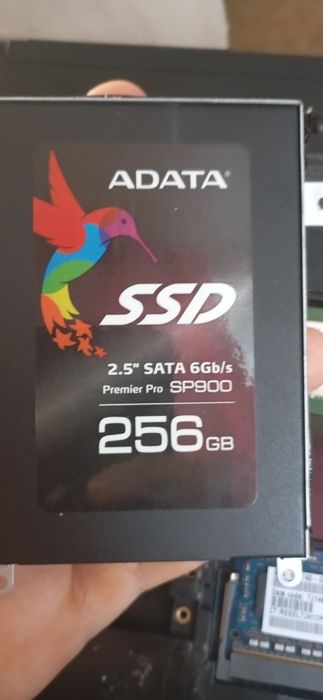 ADATA®
SSD
2.5" SATA 6Gb/s
Premier Pro SP900
256GB